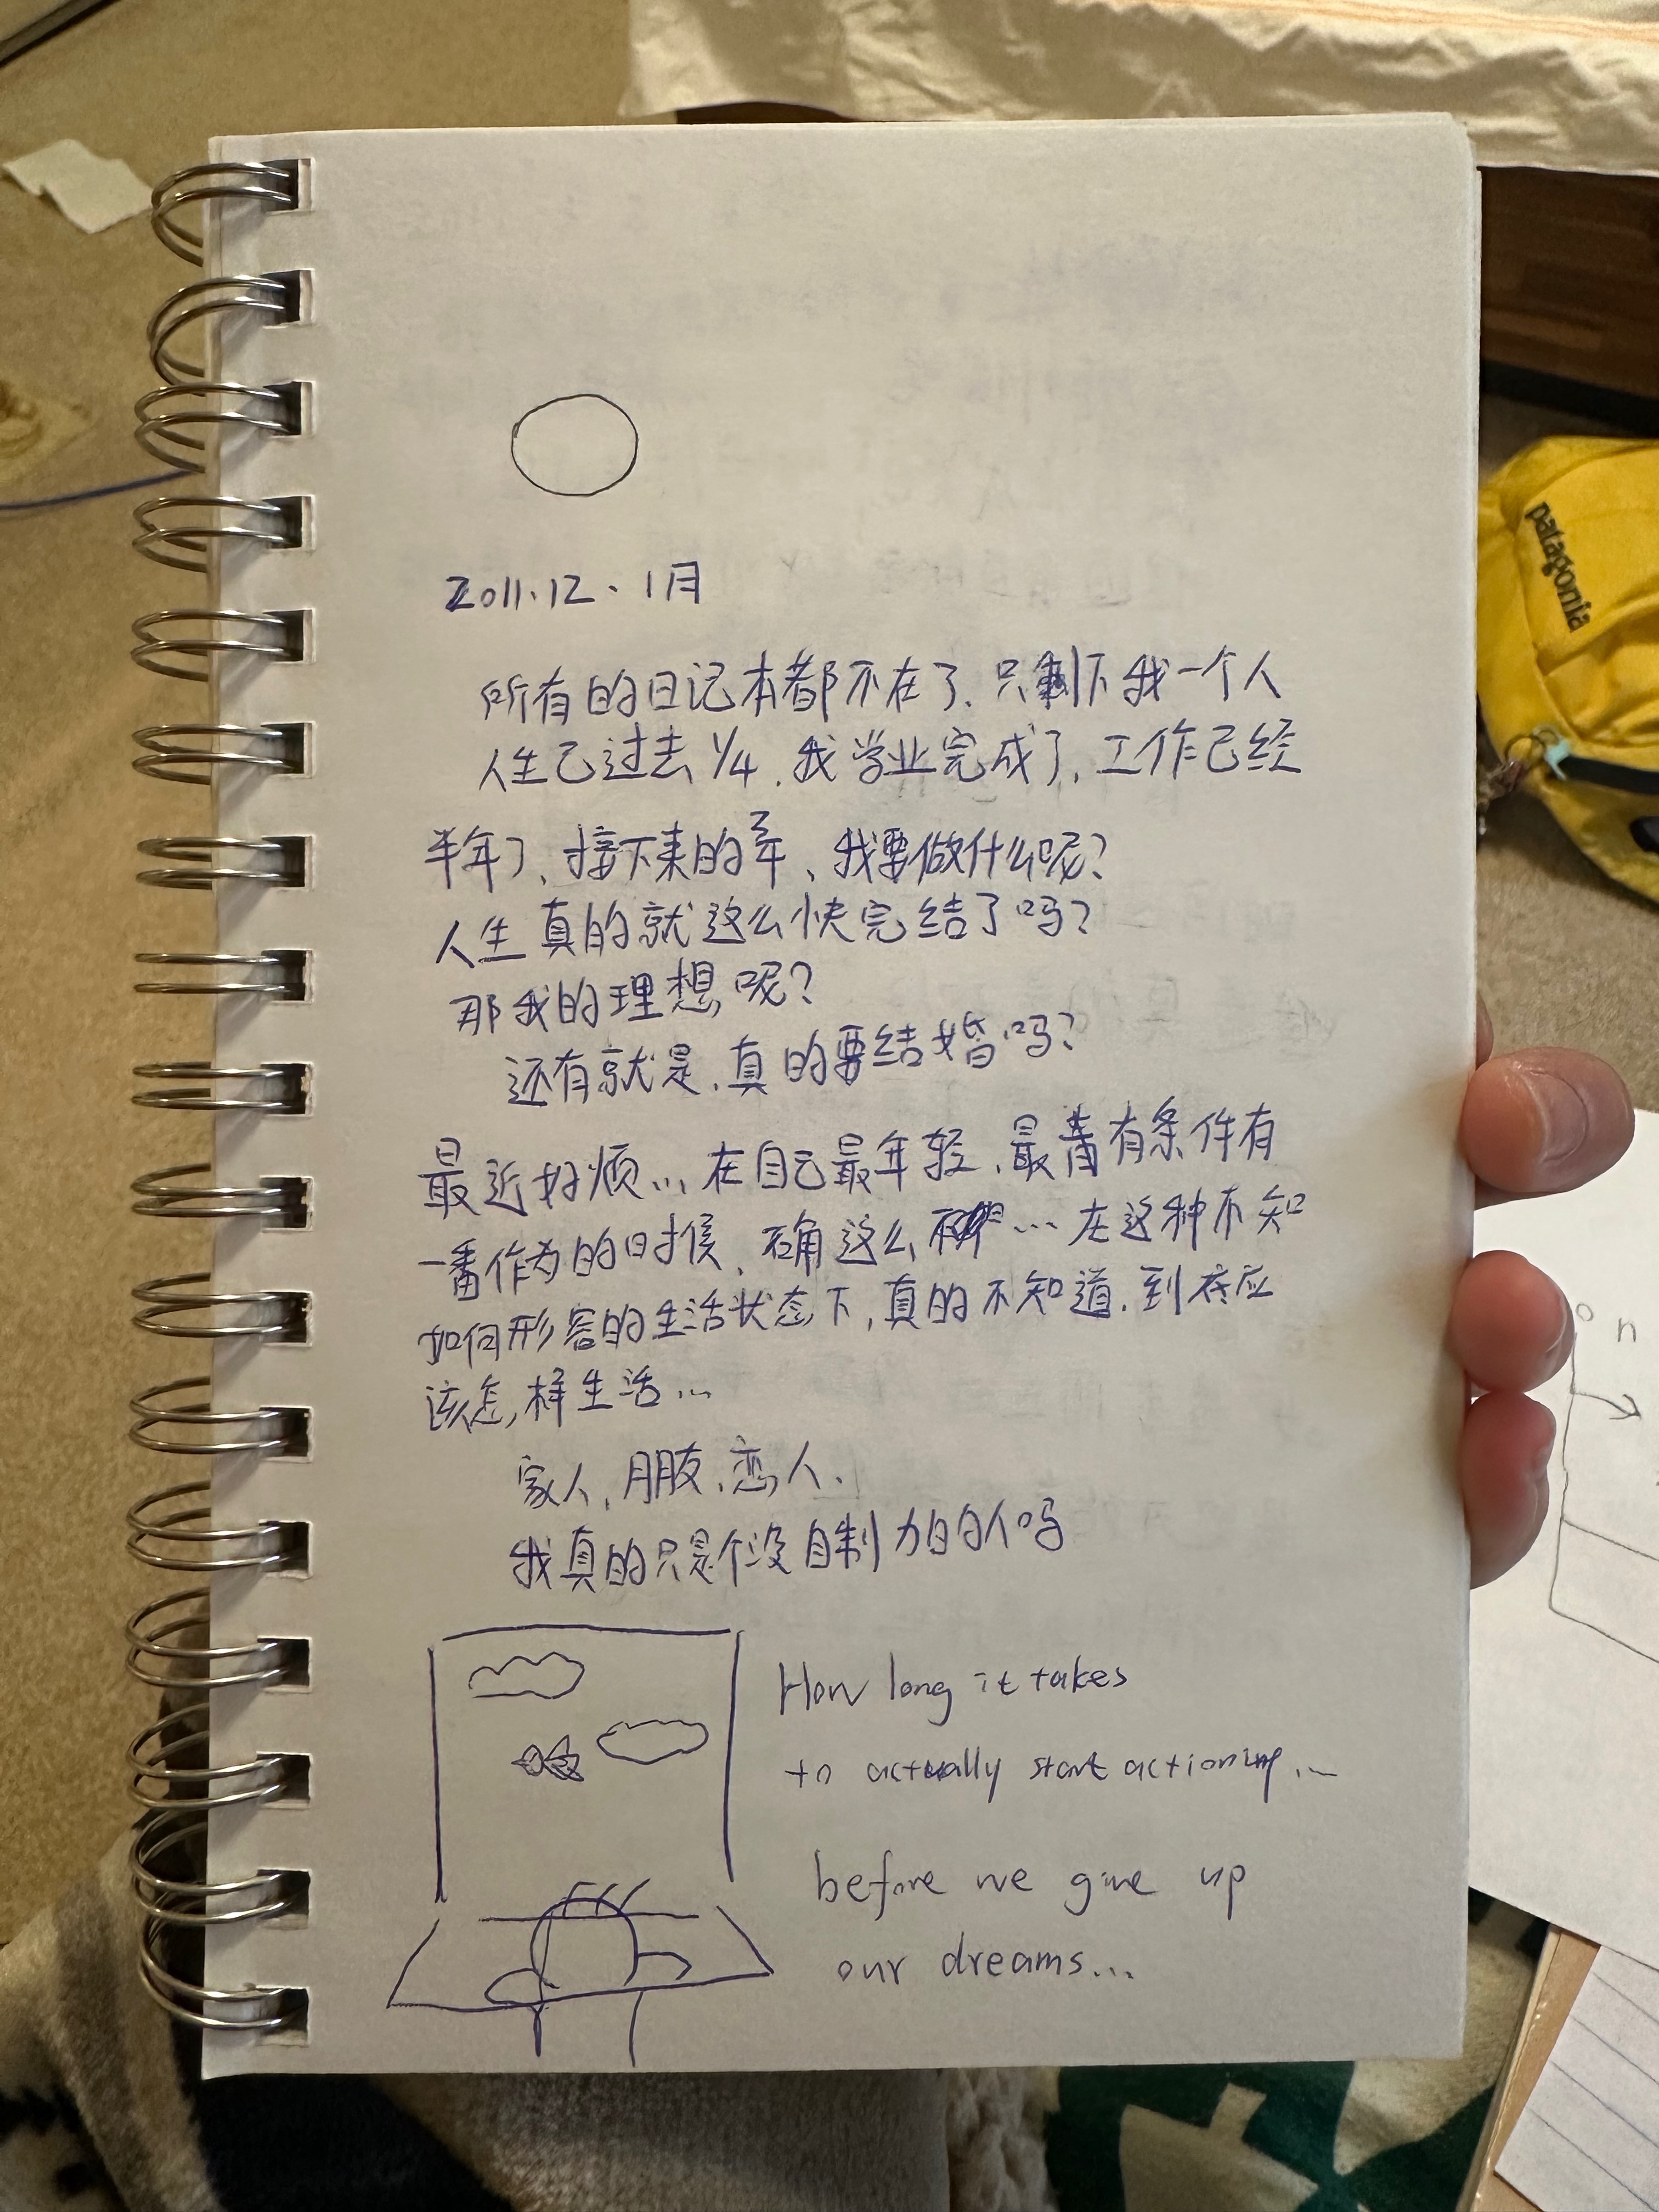 2011.12.1月
所有的日记本都不在了.只剩下我一个人
人生已过去1/4.我学业完成了,工作已经
半年了、接下来的年、我要做什么呢?
人生真的就这么快完结了吗?
那我的理想呢?
还有就是,真的要结婚吗?
最近好烦...在自己最年轻、最有条件有
一番作为的时候、确这么...在这种不知
如何形容的生活状态下,真的不知道.到底应
该怎样生活...
家人,朋友,恋人、
我真的只是个没自制力的人吗
How long it takes
to actually start actioning...
before we give up
our dreams...
patagonia
n